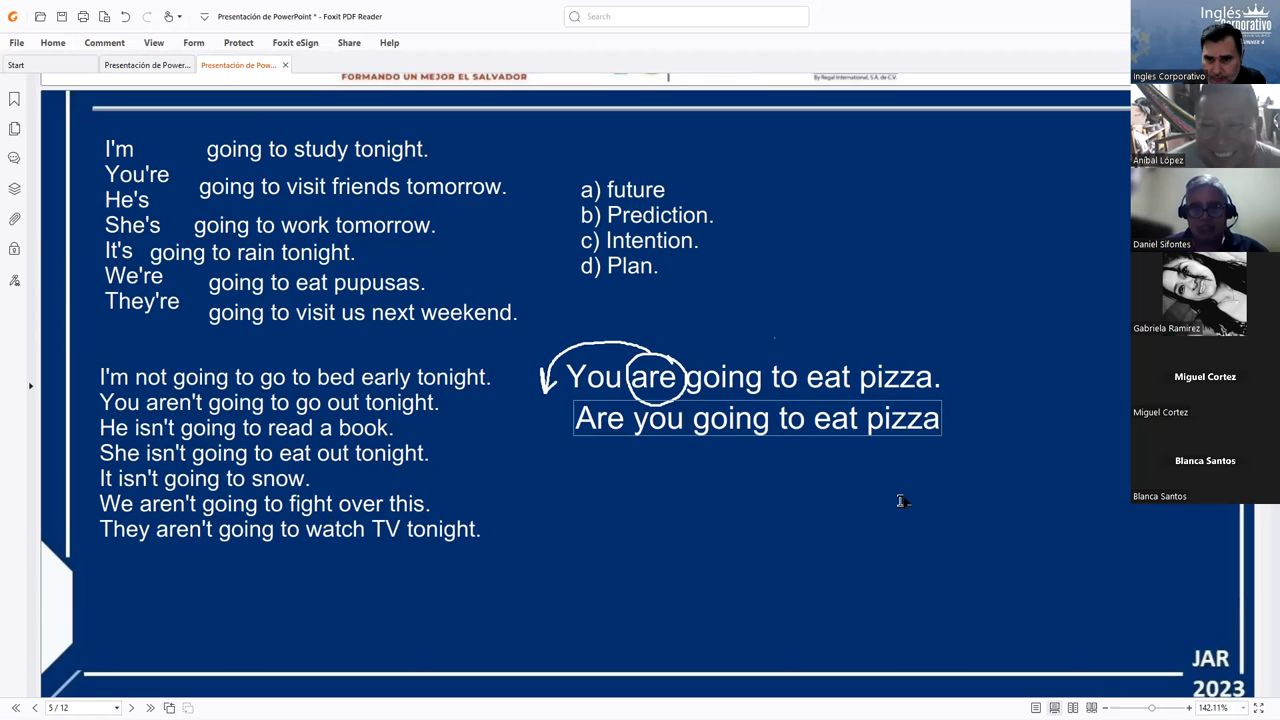 Presentación de PowerPoint * - Foxit PDF Reader
Search
File Home Comment View Form Protect Foxit eSign Share Help
Start
Presentación de Power...
Presentación de Pow...
FORMANDO UN MEJOR EL SALVADOR
By Regal International, S.A. de C.V.
I'm going to study tonight.
You're
going to visit friends tomorrow.
He's
She's going to work tomorrow.
It's going to rain tonight.
We're
going to eat pupusas.
They're
going to visit us next weekend.
a) future
b) Prediction.
c) Intention.
d) Plan.
I'm not going to go to bed early tonight.
You aren't going to go out tonight.
He isn't going to read a book.
She isn't going to eat out tonight.
It isn't going to snow.
We aren't going to fight over this.
They aren't going to watch TV tonight.
You are going to eat pizza.
Are you going to eat pizza
JAR
2023
Inglés
Corporativo
Ingles Corporativo
Aníbal López
Daniel Sifontes
Gabriela Ramirez
Miguel Cortez
Miguel Cortez
Blanca Santos
Blanca Santos
5 / 12
142.11%